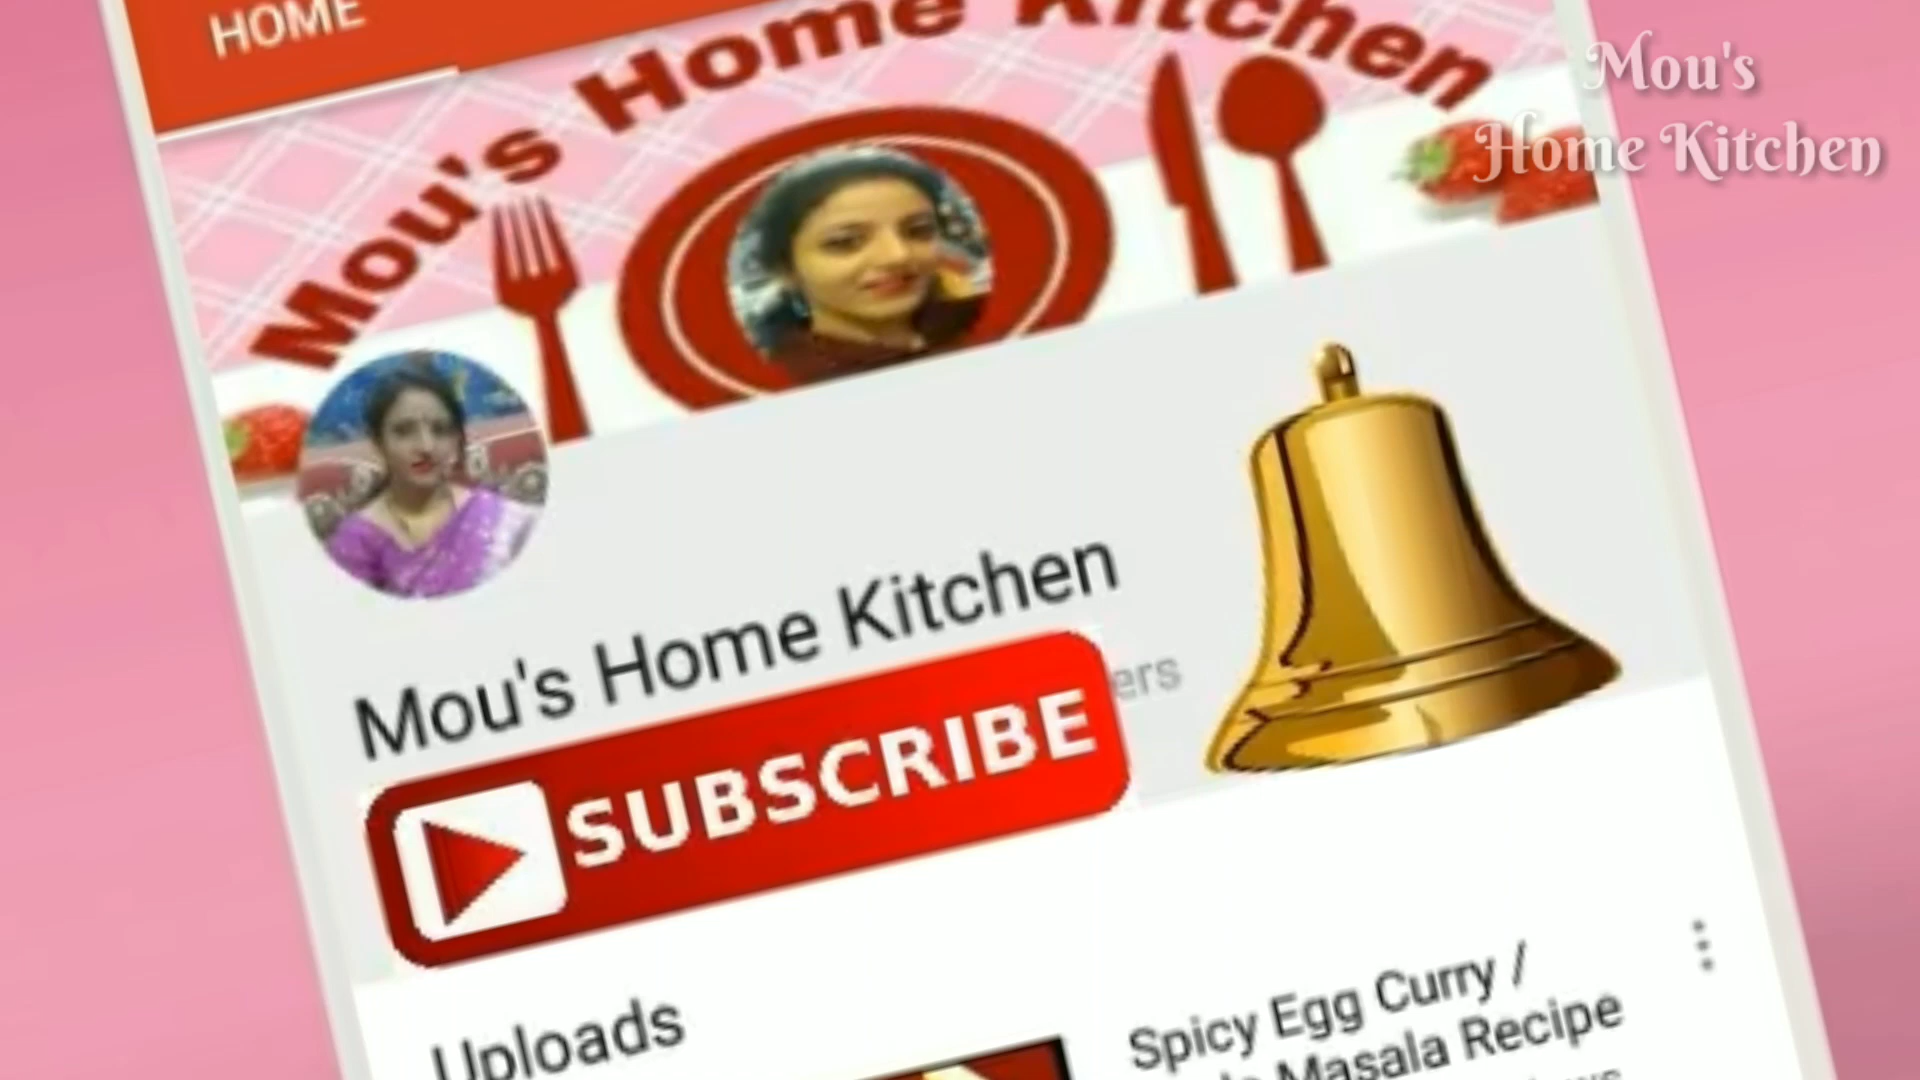 HOME
Mou's Home Kitchen
Mou's
Home Kitchen
Mou's Home Kitchen
SUBSCRIBE
Uploads
Spicy Egg Curry /
Masala Recipe